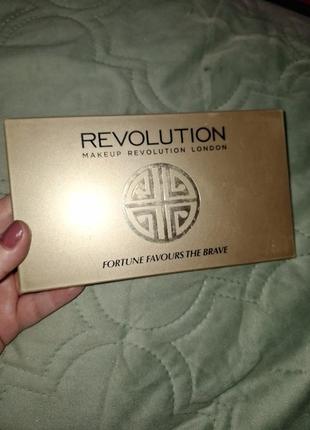 REVOLUTION
MAKEUP REVOLUTION LONDON
FORTUNE FAVOURS THE BRAVE